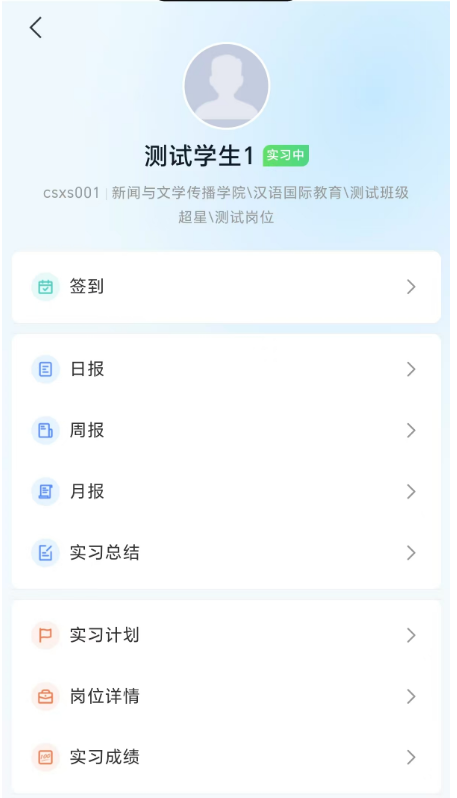 测试学生1 实习中
csxs001 | 新闻与文学传播学院\汉语国际教育\测试班级
超星\测试岗位
签到
日报
周报
月报
实习总结
实习计划
岗位详情
实习成绩